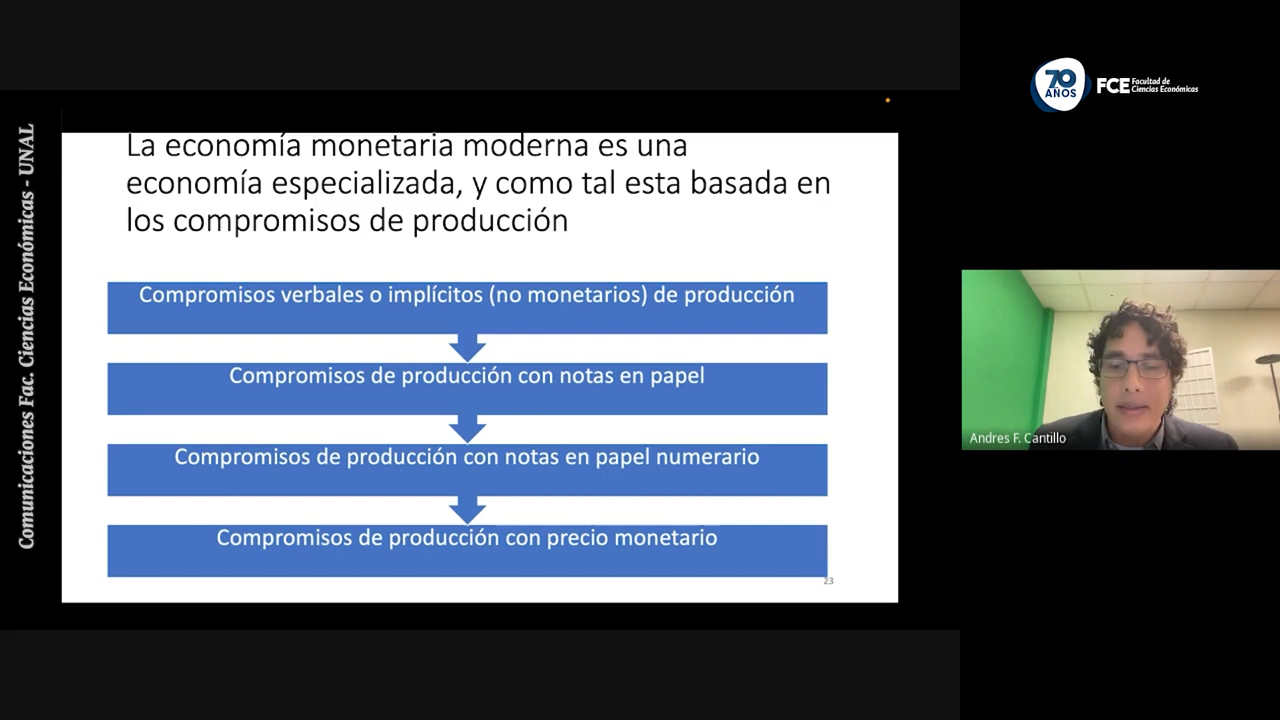 La economía monetaria moderna es una
economía especializada, y como tal esta basada en
los compromisos de producción
Compromisos verbales o implícitos (no monetarios) de producción
Compromisos de producción con notas en papel
Compromisos de producción con notas en papel numerario
Compromisos de producción con precio monetario
23
Comunicaciones Fac. Ciencias Económicas - UNAL
70
AÑOS
FCE
Facultad de
Ciencias Económicas
Andres F. Cantillo